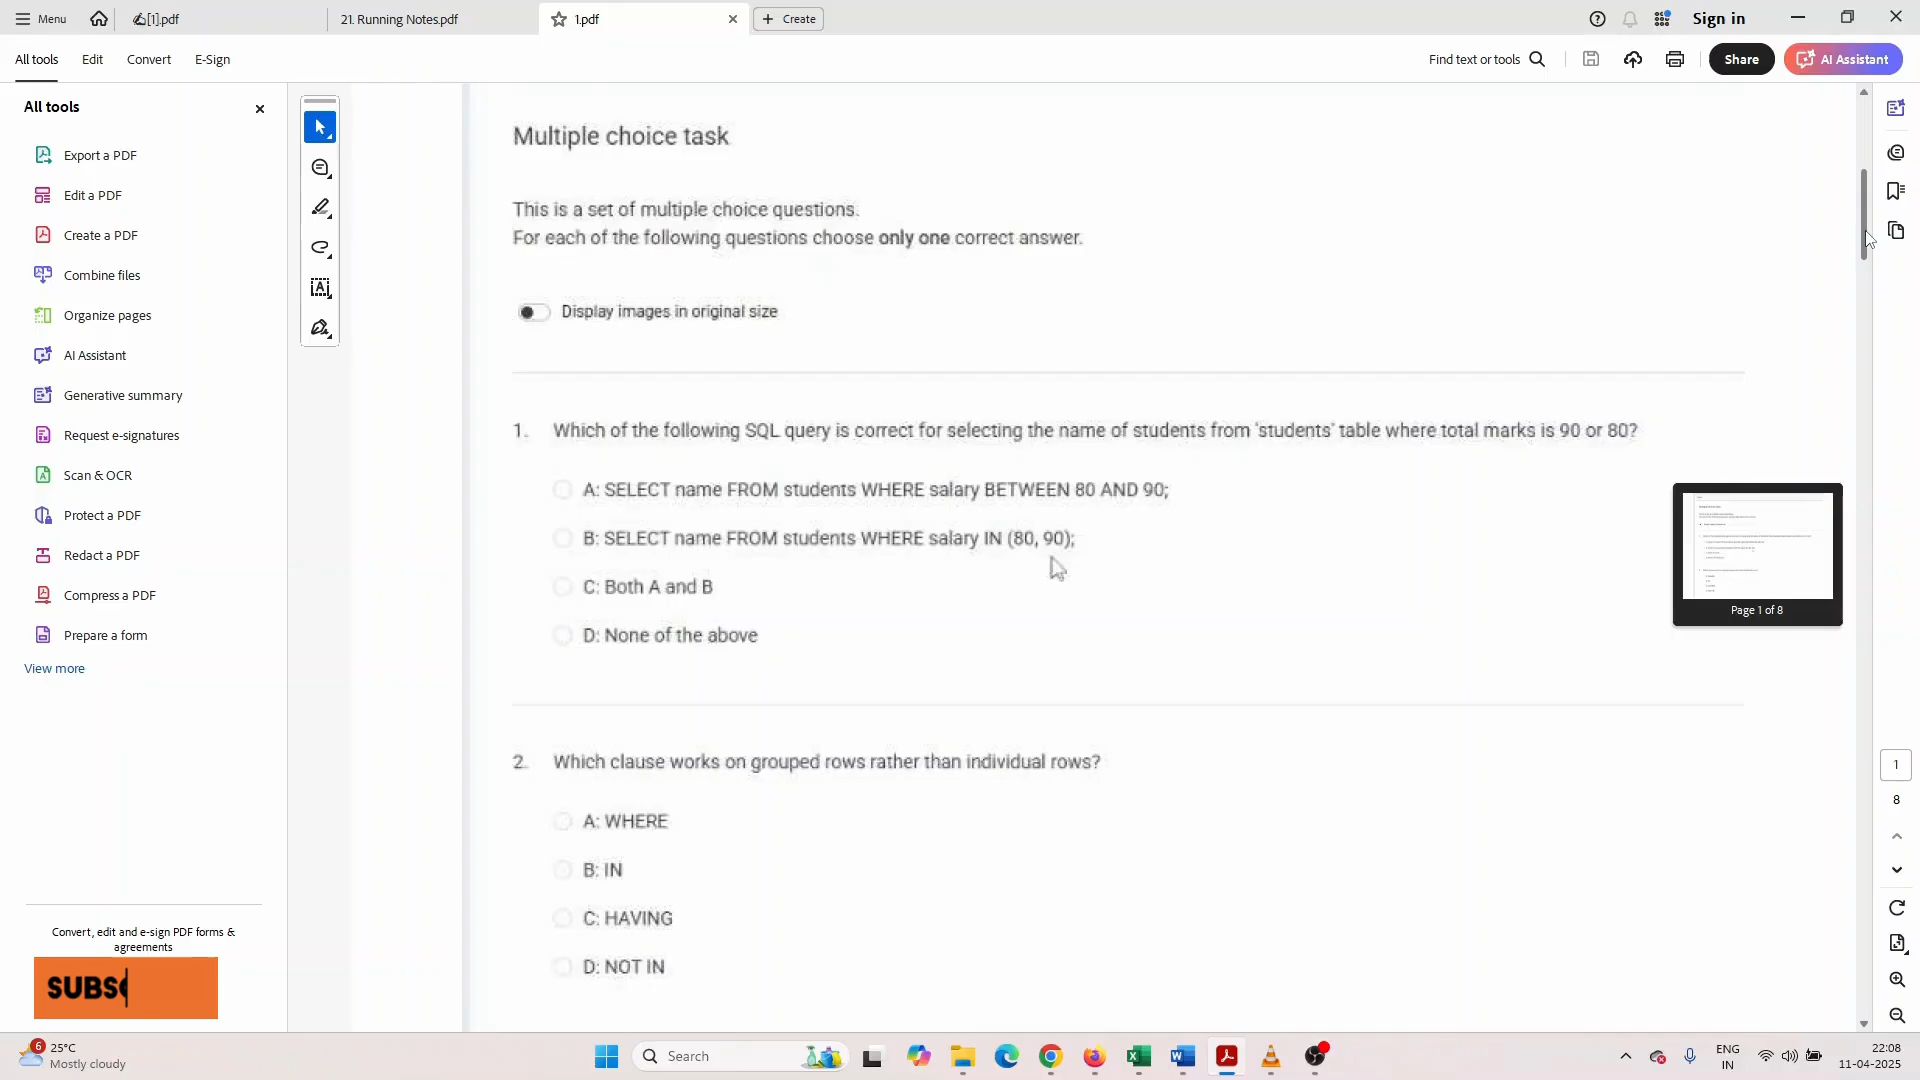 Menu
[1].pdf
21. Running Notes.pdf
1.pdf
Create
Sign in
All tools
Edit
Convert
E-Sign
Find text or tools
Share
AI Assistant
All tools
Export a PDF
Edit a PDF
Create a PDF
Combine files
Organize pages
AI Assistant
Generative summary
Request e-signatures
Scan & OCR
Protect a PDF
Redact a PDF
Compress a PDF
Prepare a form
View more
Convert, edit and e-sign PDF forms &
agreements
SUBSC
Multiple choice task
This is a set of multiple choice questions.
For each of the following questions choose only one correct answer.
Display images in original size
1. Which of the following SQL query is correct for selecting the name of students from 'students' table where total marks is 90 or 80?
A: SELECT name FROM students WHERE salary BETWEEN 80 AND 90;
B: SELECT name FROM students WHERE salary IN (80, 90);
C: Both A and B
D: None of the above
2. Which clause works on grouped rows rather than individual rows?
A: WHERE
B: IN
C: HAVING
D: NOT IN
Page 1 of 8
1
8
6
25°C
Mostly cloudy
Search
ENG
IN
22:08
11-04-2025